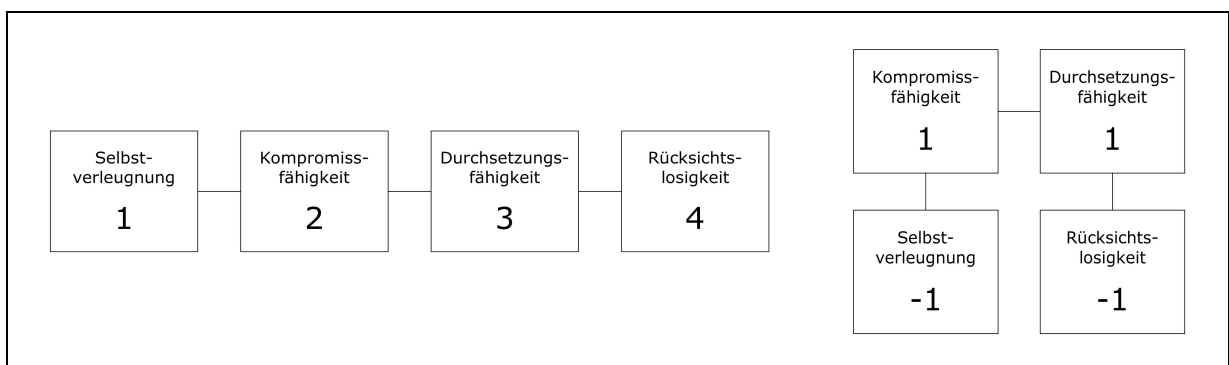 Selbst-
verleugnung
1
Kompromiss-
fähigkeit
2
Durchsetzungs-
fähigkeit
3
Rücksichts-
losigkeit
4
Kompromiss-
fähigkeit
1
Durchsetzungs-
fähigkeit
1
Selbst-
verleugnung
-1
Rücksichts-
losigkeit
-1